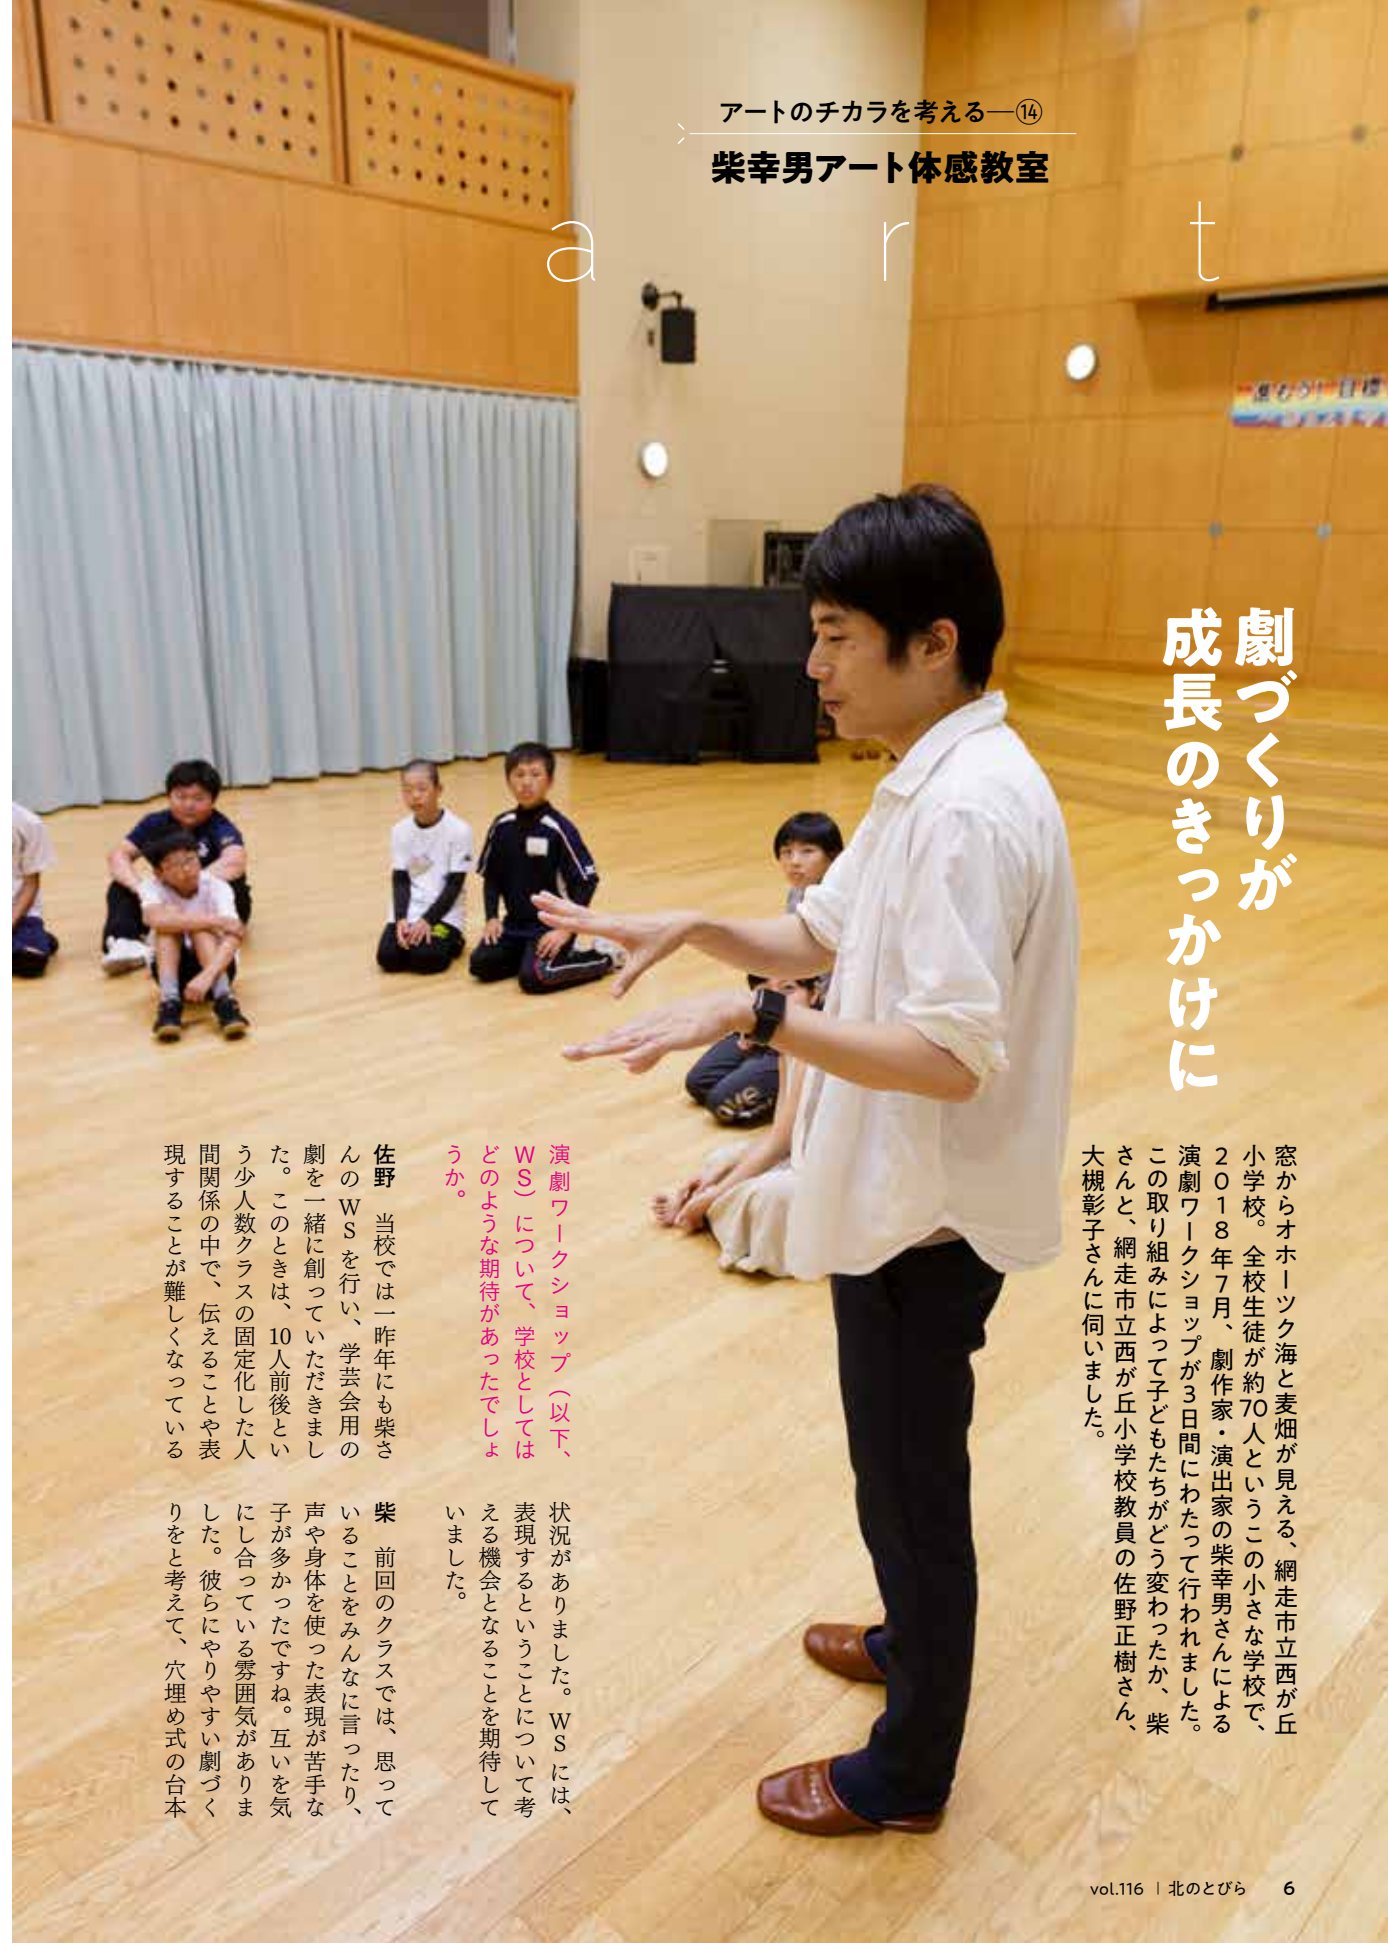 アートのチカラを考える—⑭
柴幸男アート体感教室
art
進もう! 目標
劇づくりが
成長のきっかけに
窓からオホーツク海と麦畑が見える、網走市立西が丘
小学校。全校生徒が約70人というこの小さな学校で、
２０１８年７月、劇作家・演出家の柴幸男さんによる
演劇ワークショップが３日間にわたって行われました。
この取り組みによって子どもたちがどう変わったか、柴
さんと、網走市立西が丘小学校教員の佐野正樹さん、
大槻彰子さんに伺いました。
演劇ワークショップ（以下、
ＷＳ）について、学校としては
どのような期待があったでしょ
うか。
佐野　当校では一昨年にも柴さ
んのＷＳを行い、学芸会用の
劇を一緒に創っていただきまし
た。このときは、10人前後とい
う少人数クラスの固定化した人
間関係の中で、伝えることや表
現することが難しくなっている
状況がありました。ＷＳには、
表現するということについて考
える機会となることを期待して
いました。
柴　前回のクラスでは、思って
いることをみんなに言ったり、
声や身体を使った表現が苦手な
子が多かったですね。互いを気
にし合っている雰囲気がありま
した。彼らにやりやすい劇づく
りをと考えて、穴埋め式の台本
vol.116 | 北のとびら 6